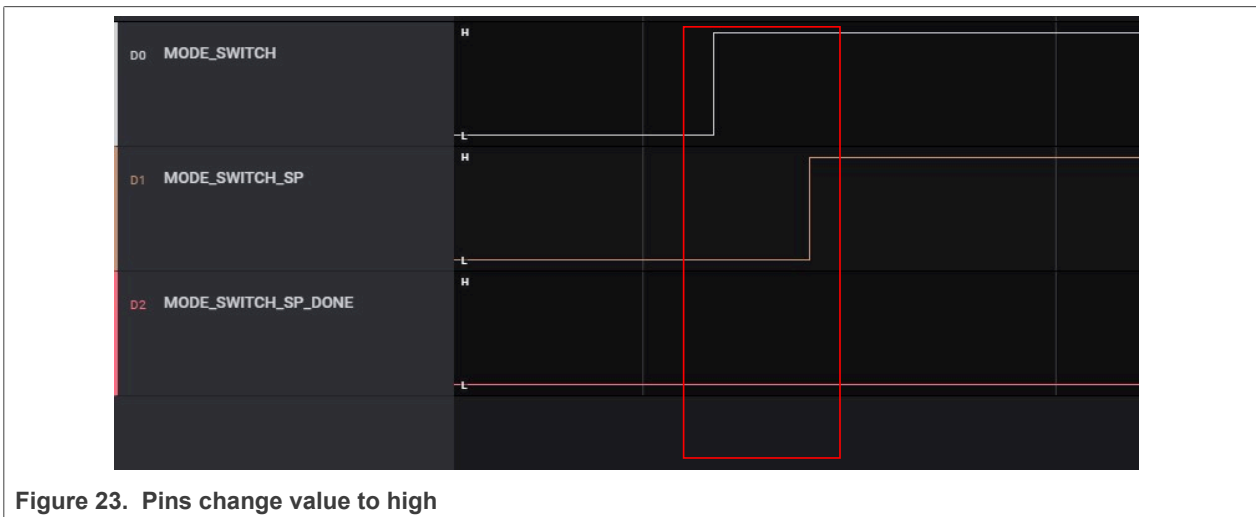 D0 MODE_SWITCH
H
L
D1 MODE_SWITCH_SP
H
L
D2 MODE_SWITCH_SP_DONE
H
L
Figure 23. Pins change value to high